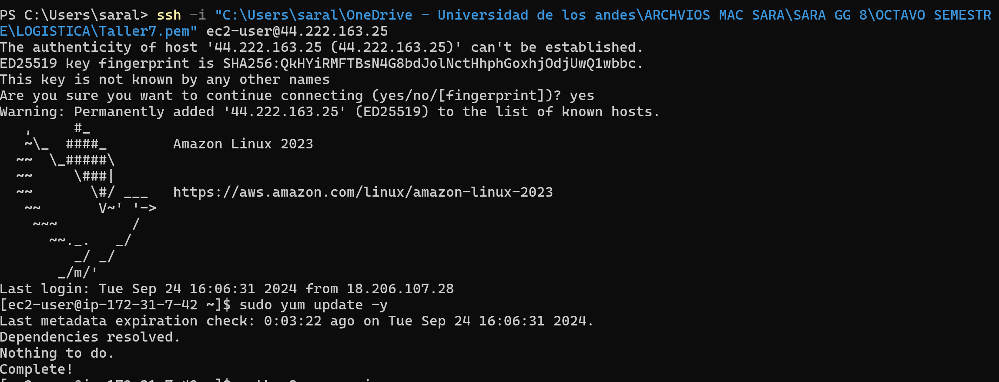 PS C:\Users\saral> ssh -i "C:\Users\saral\OneDrive - Universidad de los andes\ARCHVIOS MAC SARA\SARA GG 8\OCTAVO SEMESTR
E\LOGISTICA\Taller7.pem" ec2-user@44.222.163.25
The authenticity of host '44.222.163.25 (44.222.163.25)' can't be established.
ED25519 key fingerprint is SHA256:QkHYiRMFTBsN4G8bdJolNctHhphGoxhjOdjUwQ1wbbc.
This key is not known by any other names
Are you sure you want to continue connecting (yes/no/[fingerprint])? yes
Warning: Permanently added '44.222.163.25' (ED25519) to the list of known hosts.
   ,     #_
   ~\_  ####_        Amazon Linux 2023
  ~~  \_#####\
  ~~     \###|
  ~~       \#/ ___   https://aws.amazon.com/linux/amazon-linux-2023
   ~~       V~' '->
    ~~~         /
      ~~._.   _/
         _/ _/
       _/m/'
Last login: Tue Sep 24 16:06:31 2024 from 18.206.107.28
[ec2-user@ip-172-31-7-42 ~]$ sudo yum update -y
Last metadata expiration check: 0:03:22 ago on Tue Sep 24 16:06:31 2024.
Dependencies resolved.
Nothing to do.
Complete!